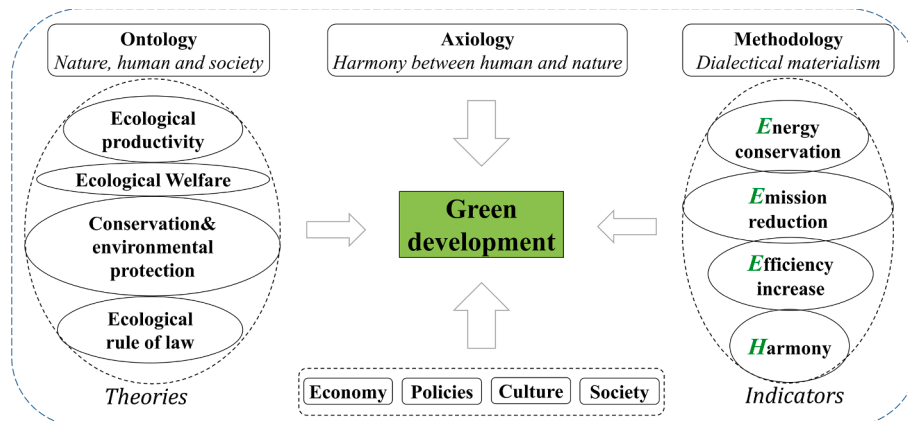 Ontology
Nature, human and society
Axiology
Harmony between human and nature
Methodology
Dialectical materialism
Ecological
productivity
Ecological Welfare
Conservation&
environmental
protection
Ecological
rule of law
Theories
Green
development
Economy
Policies
Culture
Society
Energy
conservation
Emission
reduction
Efficiency
increase
Harmony
Indicators